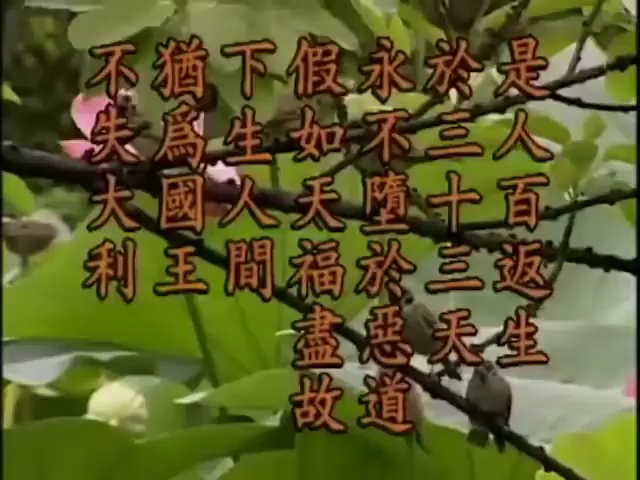 是人百返生
於三十三天
永不墮於惡道
假如天福盡故
下生人間
猶爲國王
不失大利